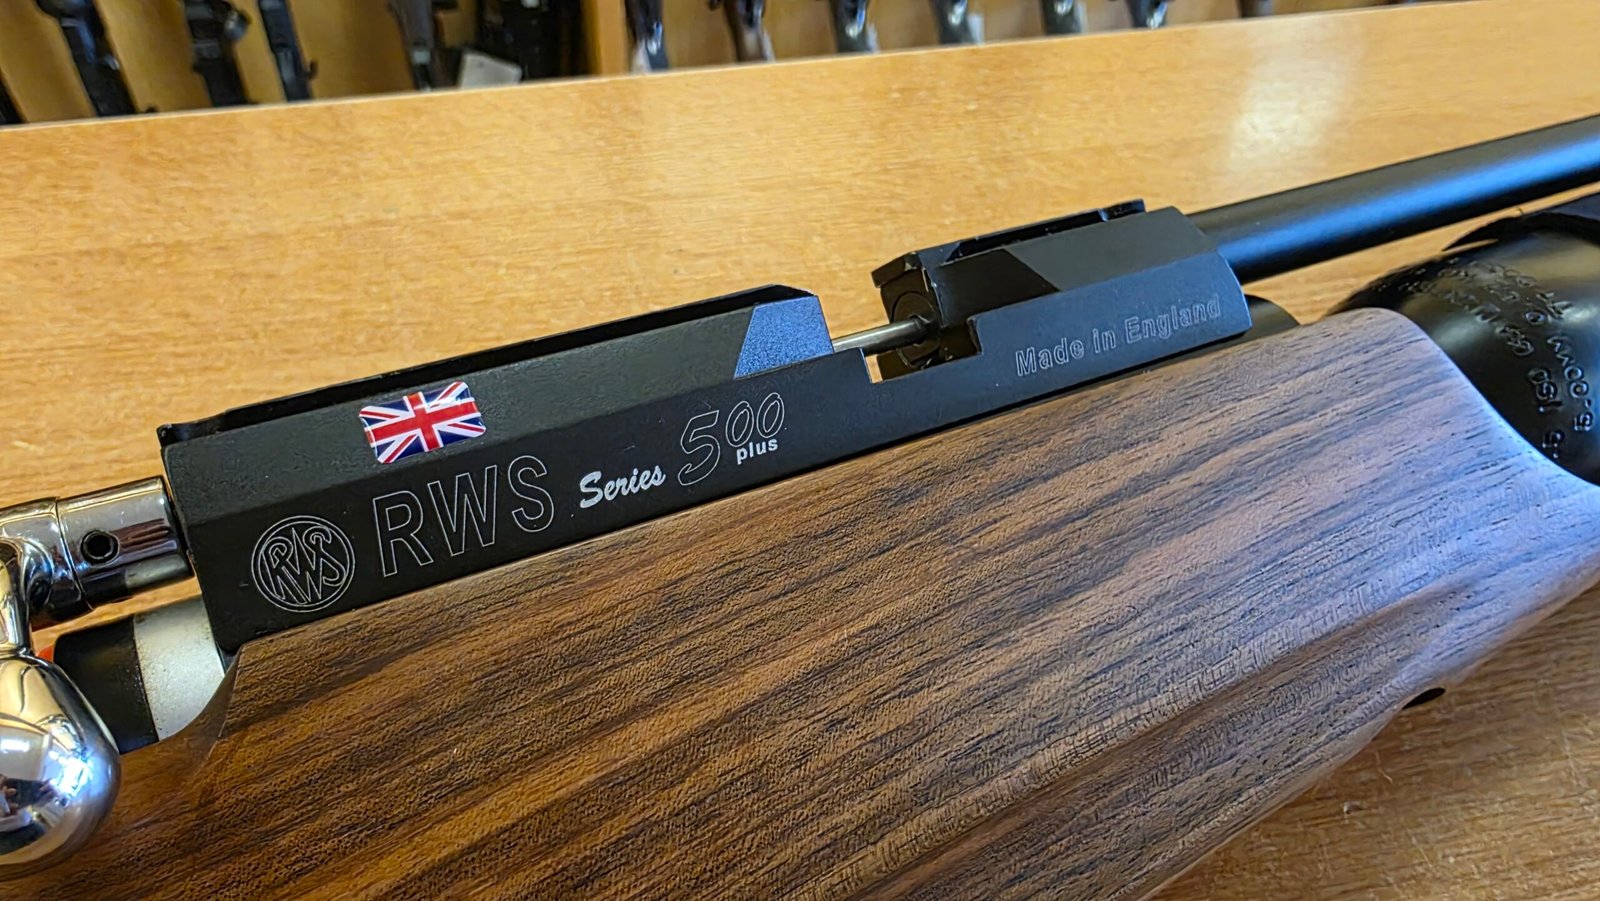 RWS
RWS
Series 500
plus
Made in England